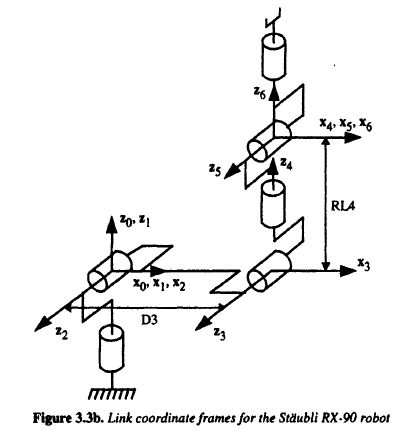 z6
x4, x5, x6
z5
z4
RL4
z0, z1
x3
x0, x1, x2
D3
z2
z3
Figure 3.3b. Link coordinate frames for the Stäubli RX-90 robot